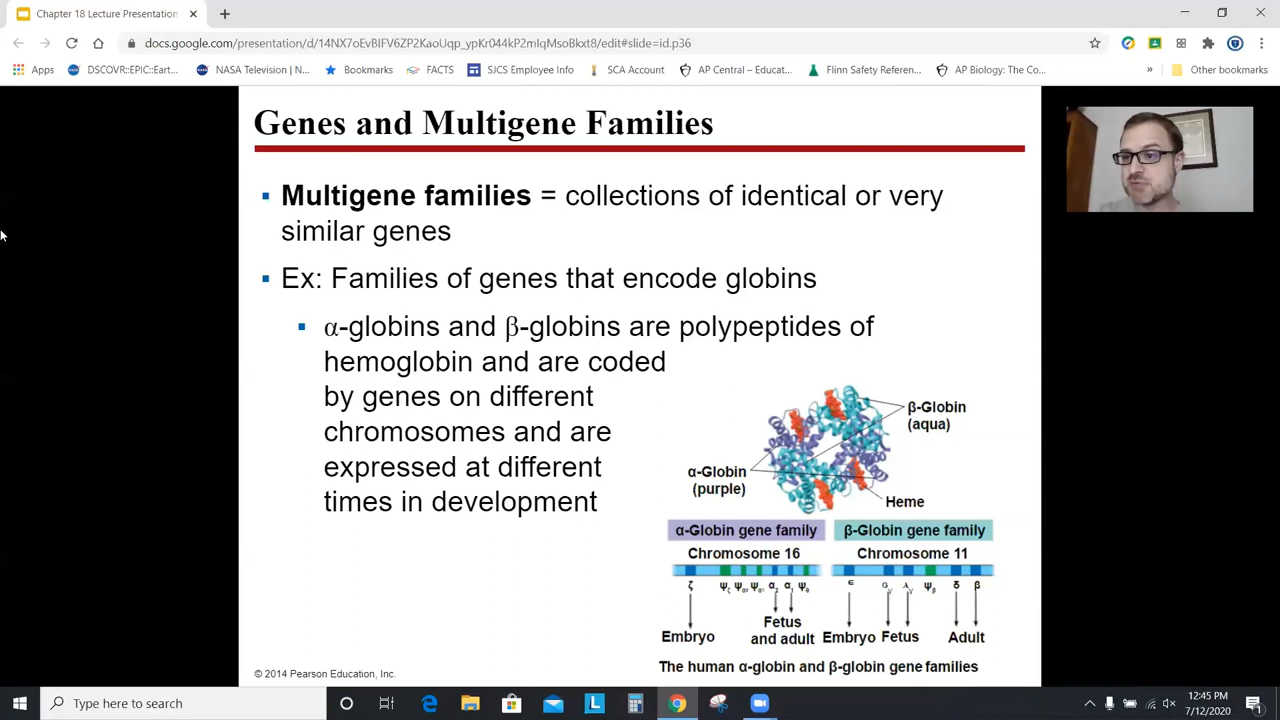 Chapter 18 Lecture Presentation
docs.google.com/presentation/d/14NX7oEvBIFV6ZP2KaoUqp_ypKr044kP2mIqMsoBkxt8/edit#slide=id.p36
Apps DSCOVR::EPIC::Eart... NASA Television | N... Bookmarks FACTS SJCS Employee Info SCA Account AP Central – Educat... Flinn Safety Referen... AP Biology: The Co... » Other bookmarks
Genes and Multigene Families
Multigene families = collections of identical or very
similar genes
Ex: Families of genes that encode globins
α-globins and β-globins are polypeptides of
hemoglobin and are coded
by genes on different
chromosomes and are
expressed at different
times in development
β-Globin
(aqua)
α-Globin
(purple)
Heme
α-Globin gene family β-Globin gene family
Chromosome 16 Chromosome 11
ζ Ψζ α2 α1 ϵ Gγ Aγ Ψβ δ β
Embryo Fetus and adult Embryo Fetus Adult
The human α-globin and β-globin gene families
© 2014 Pearson Education, Inc.
Type here to search
12:45 PM
7/12/2020